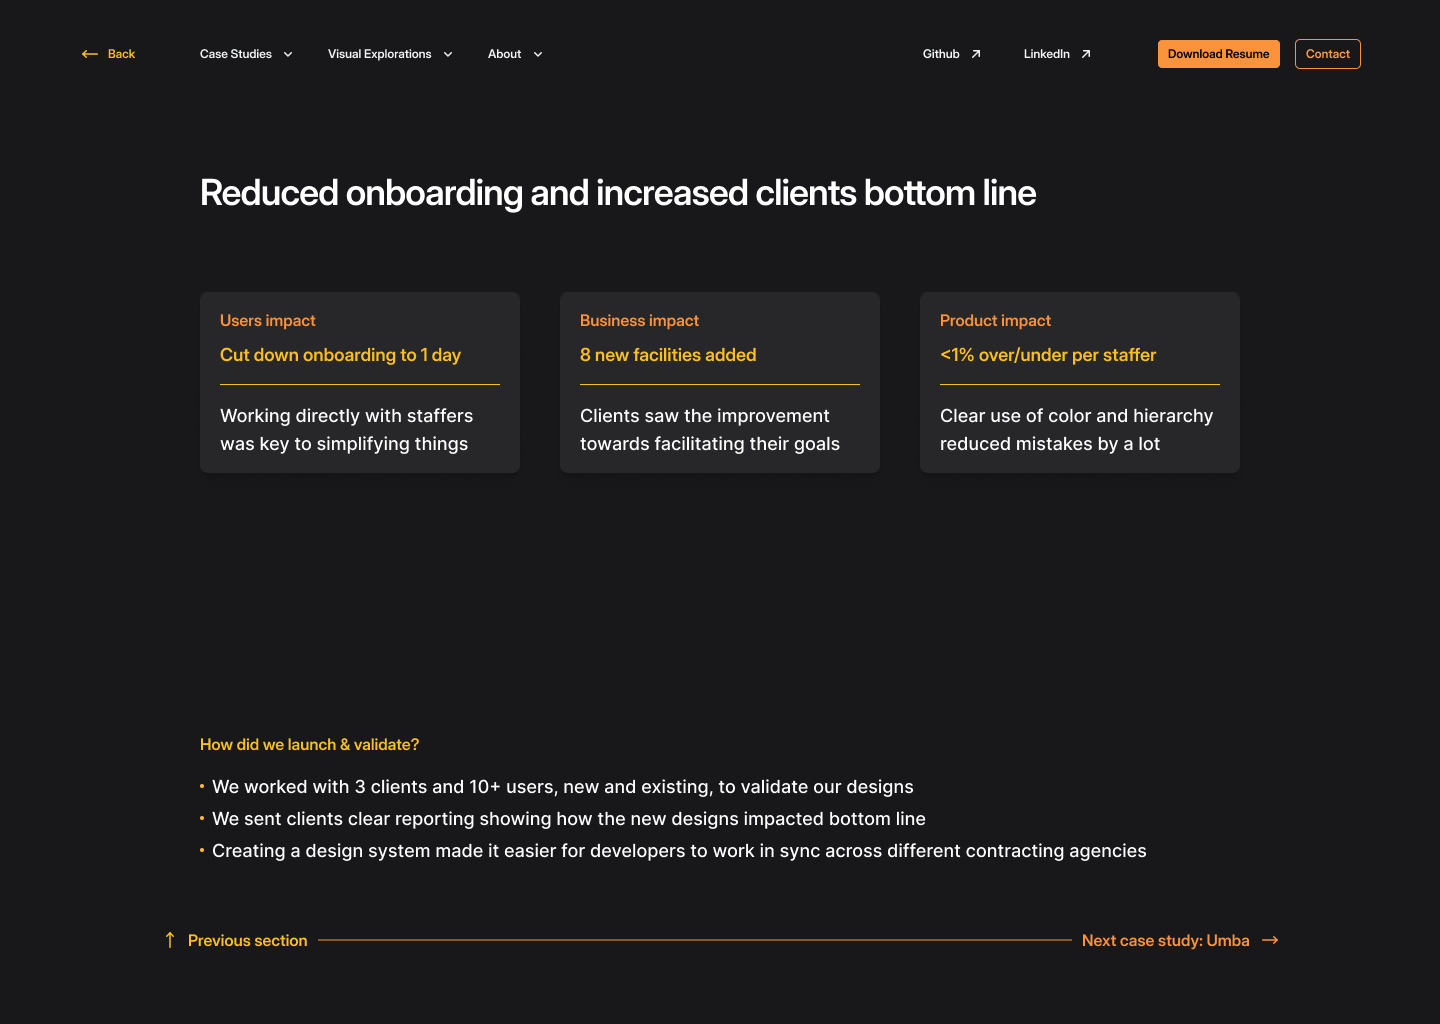 Back
Case Studies
Visual Explorations
About
Github
LinkedIn
Download Resume
Contact
Reduced onboarding and increased clients bottom line
Users impact
Cut down onboarding to 1 day
Working directly with staffers
was key to simplifying things
Business impact
8 new facilities added
Clients saw the improvement
towards facilitating their goals
Product impact
<1% over/under per staffer
Clear use of color and hierarchy
reduced mistakes by a lot
How did we launch & validate?
• We worked with 3 clients and 10+ users, new and existing, to validate our designs
• We sent clients clear reporting showing how the new designs impacted bottom line
• Creating a design system made it easier for developers to work in sync across different contracting agencies
Previous section
Next case study: Umba